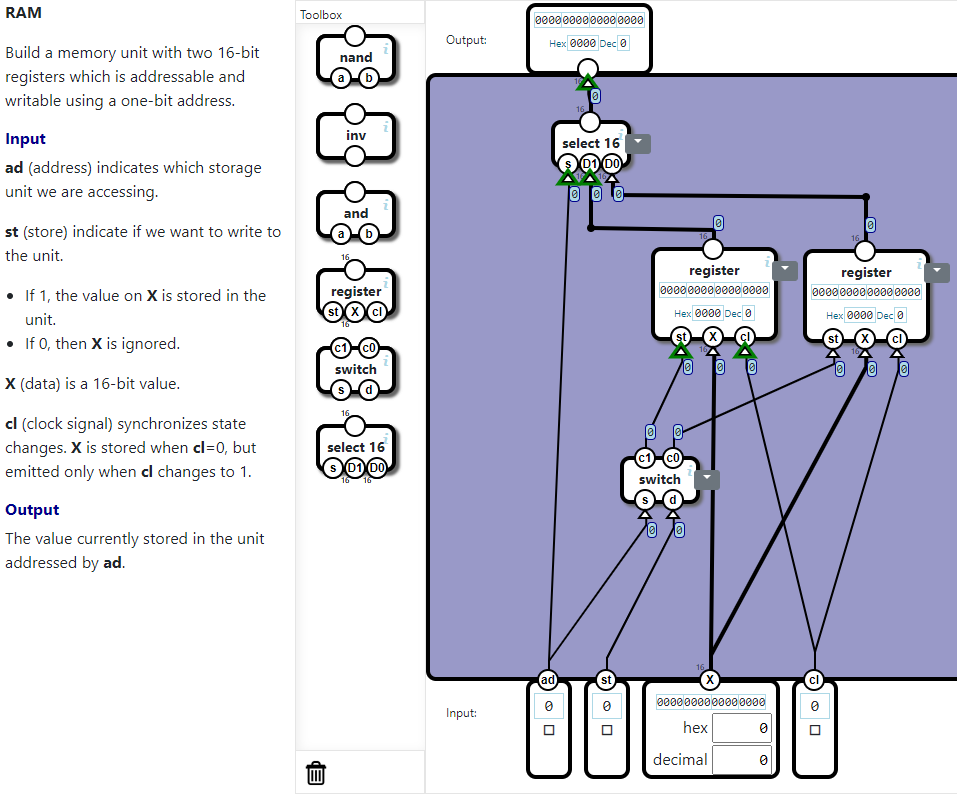 RAM
Build a memory unit with two 16-bit
registers which is addressable and
writable using a one-bit address.
Input
ad (address) indicates which storage
unit we are accessing.
st (store) indicate if we want to write to
the unit.
• If 1, the value on X is stored in the
unit.
• If 0, then X is ignored.
X (data) is a 16-bit value.
cl (clock signal) synchronizes state
changes. X is stored when cl=0, but
emitted only when cl changes to 1.
Output
The value currently stored in the unit
addressed by ad.
Toolbox
nand
i
a b
inv
i
and
i
a b
16
register
i
st X cl
16
c1 c0
switch
i
s d
16
select 16
i
s D1 D0
16 16
Output:
0000000000000000
Hex 0000 Dec 0
16
0
16
select 16
i
s D1 D0
16 16
0 0 0
0 0
16 16
register
i
0000000000000000
Hex 0000 Dec 0
st X cl
16
0 0 0
register
i
0000000000000000
Hex 0000 Dec 0
st X cl
16
0 0 0
0 0
c1 c0
switch
i
s d
0 0
16
ad st X cl
Input:
0 0 0000000000000000 0
hex 0
decimal 0